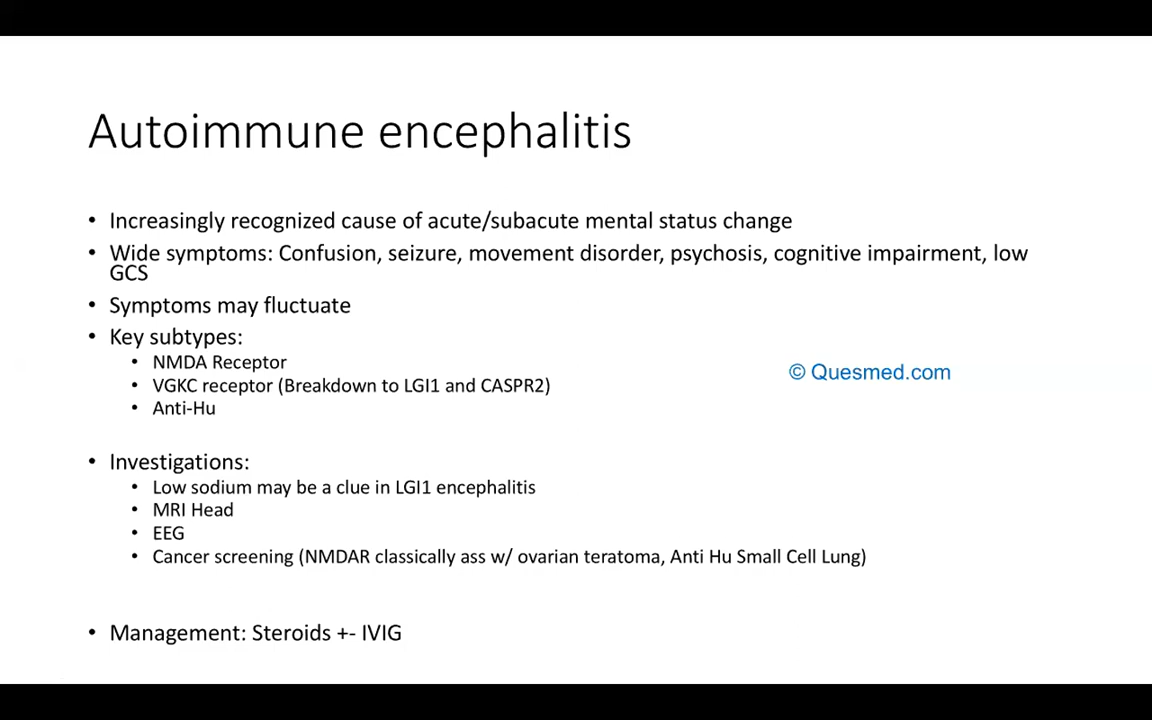 Autoimmune encephalitis
• Increasingly recognized cause of acute/subacute mental status change
• Wide symptoms: Confusion, seizure, movement disorder, psychosis, cognitive impairment, low
GCS
• Symptoms may fluctuate
• Key subtypes:
• NMDA Receptor
• VGKC receptor (Breakdown to LGI1 and CASPR2)
• Anti-Hu
© Quesmed.com
• Investigations:
• Low sodium may be a clue in LGI1 encephalitis
• MRI Head
• EEG
• Cancer screening (NMDAR classically ass w/ ovarian teratoma, Anti Hu Small Cell Lung)
• Management: Steroids +- IVIG